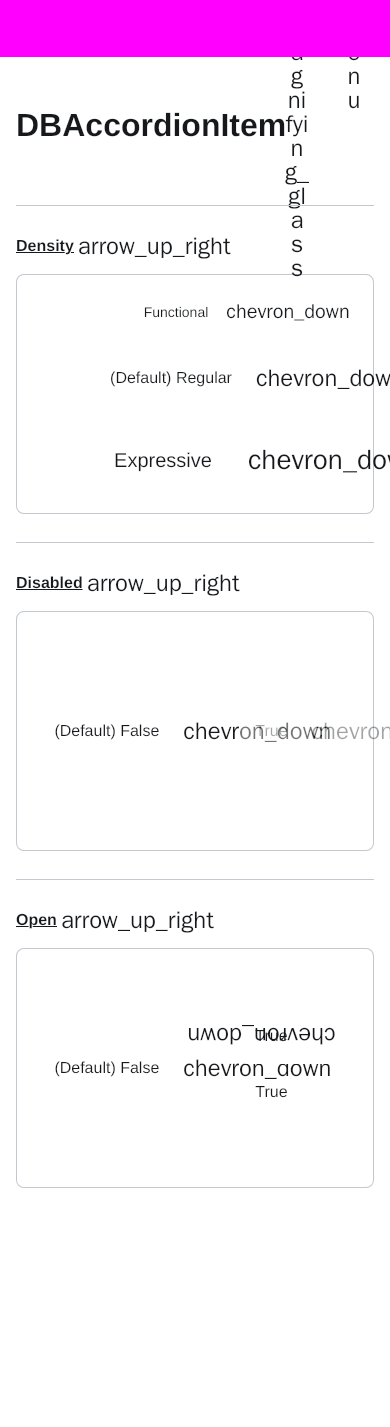 g
ni
fyi
n
g_
gl
a
s
s
n
u
DBAccordionItem
Density arrow_up_right
Functional chevron_down
(Default) Regular chevron_dow
Expressive chevron_do
Disabled arrow_up_right
(Default) False chevron_down True chevron
Open arrow_up_right
chevron_down True
(Default) False chevron_down
True